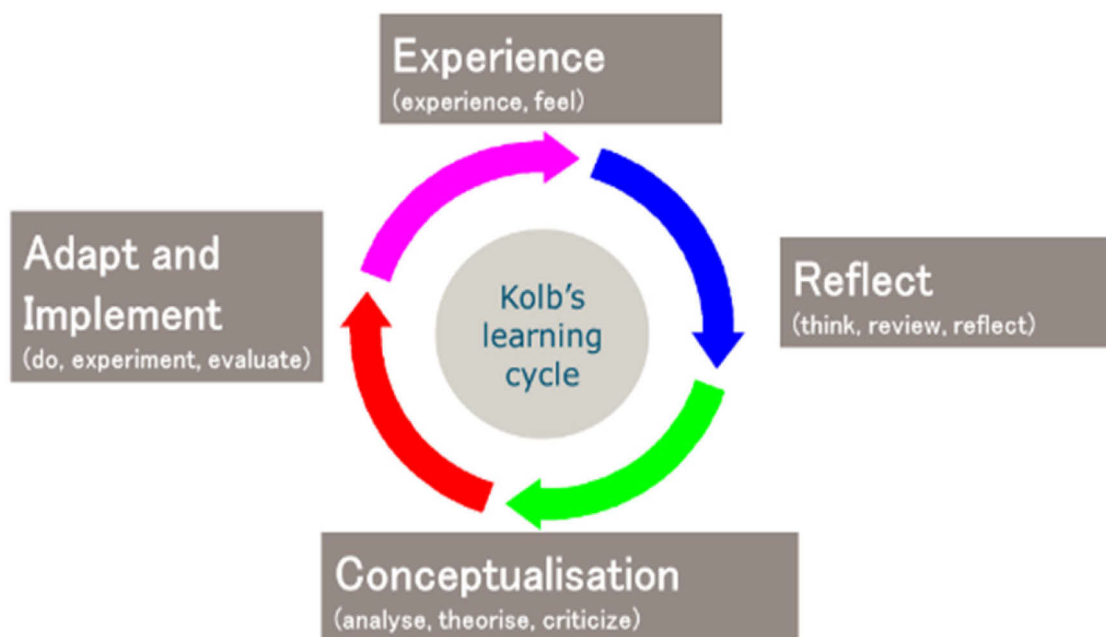 Experience
(experience, feel)
Adapt and
Implement
(do, experiment, evaluate)
Kolb's
learning
cycle
Reflect
(think, review, reflect)
Conceptualisation
(analyse, theorise, criticize)